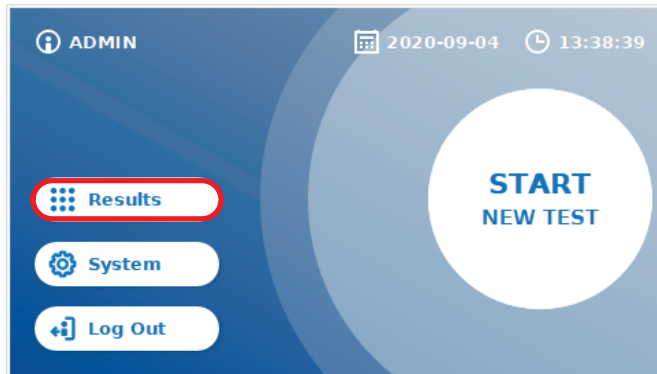 ADMIN
2020-09-04
13:38:39
Results
START
NEW TEST
System
Log Out